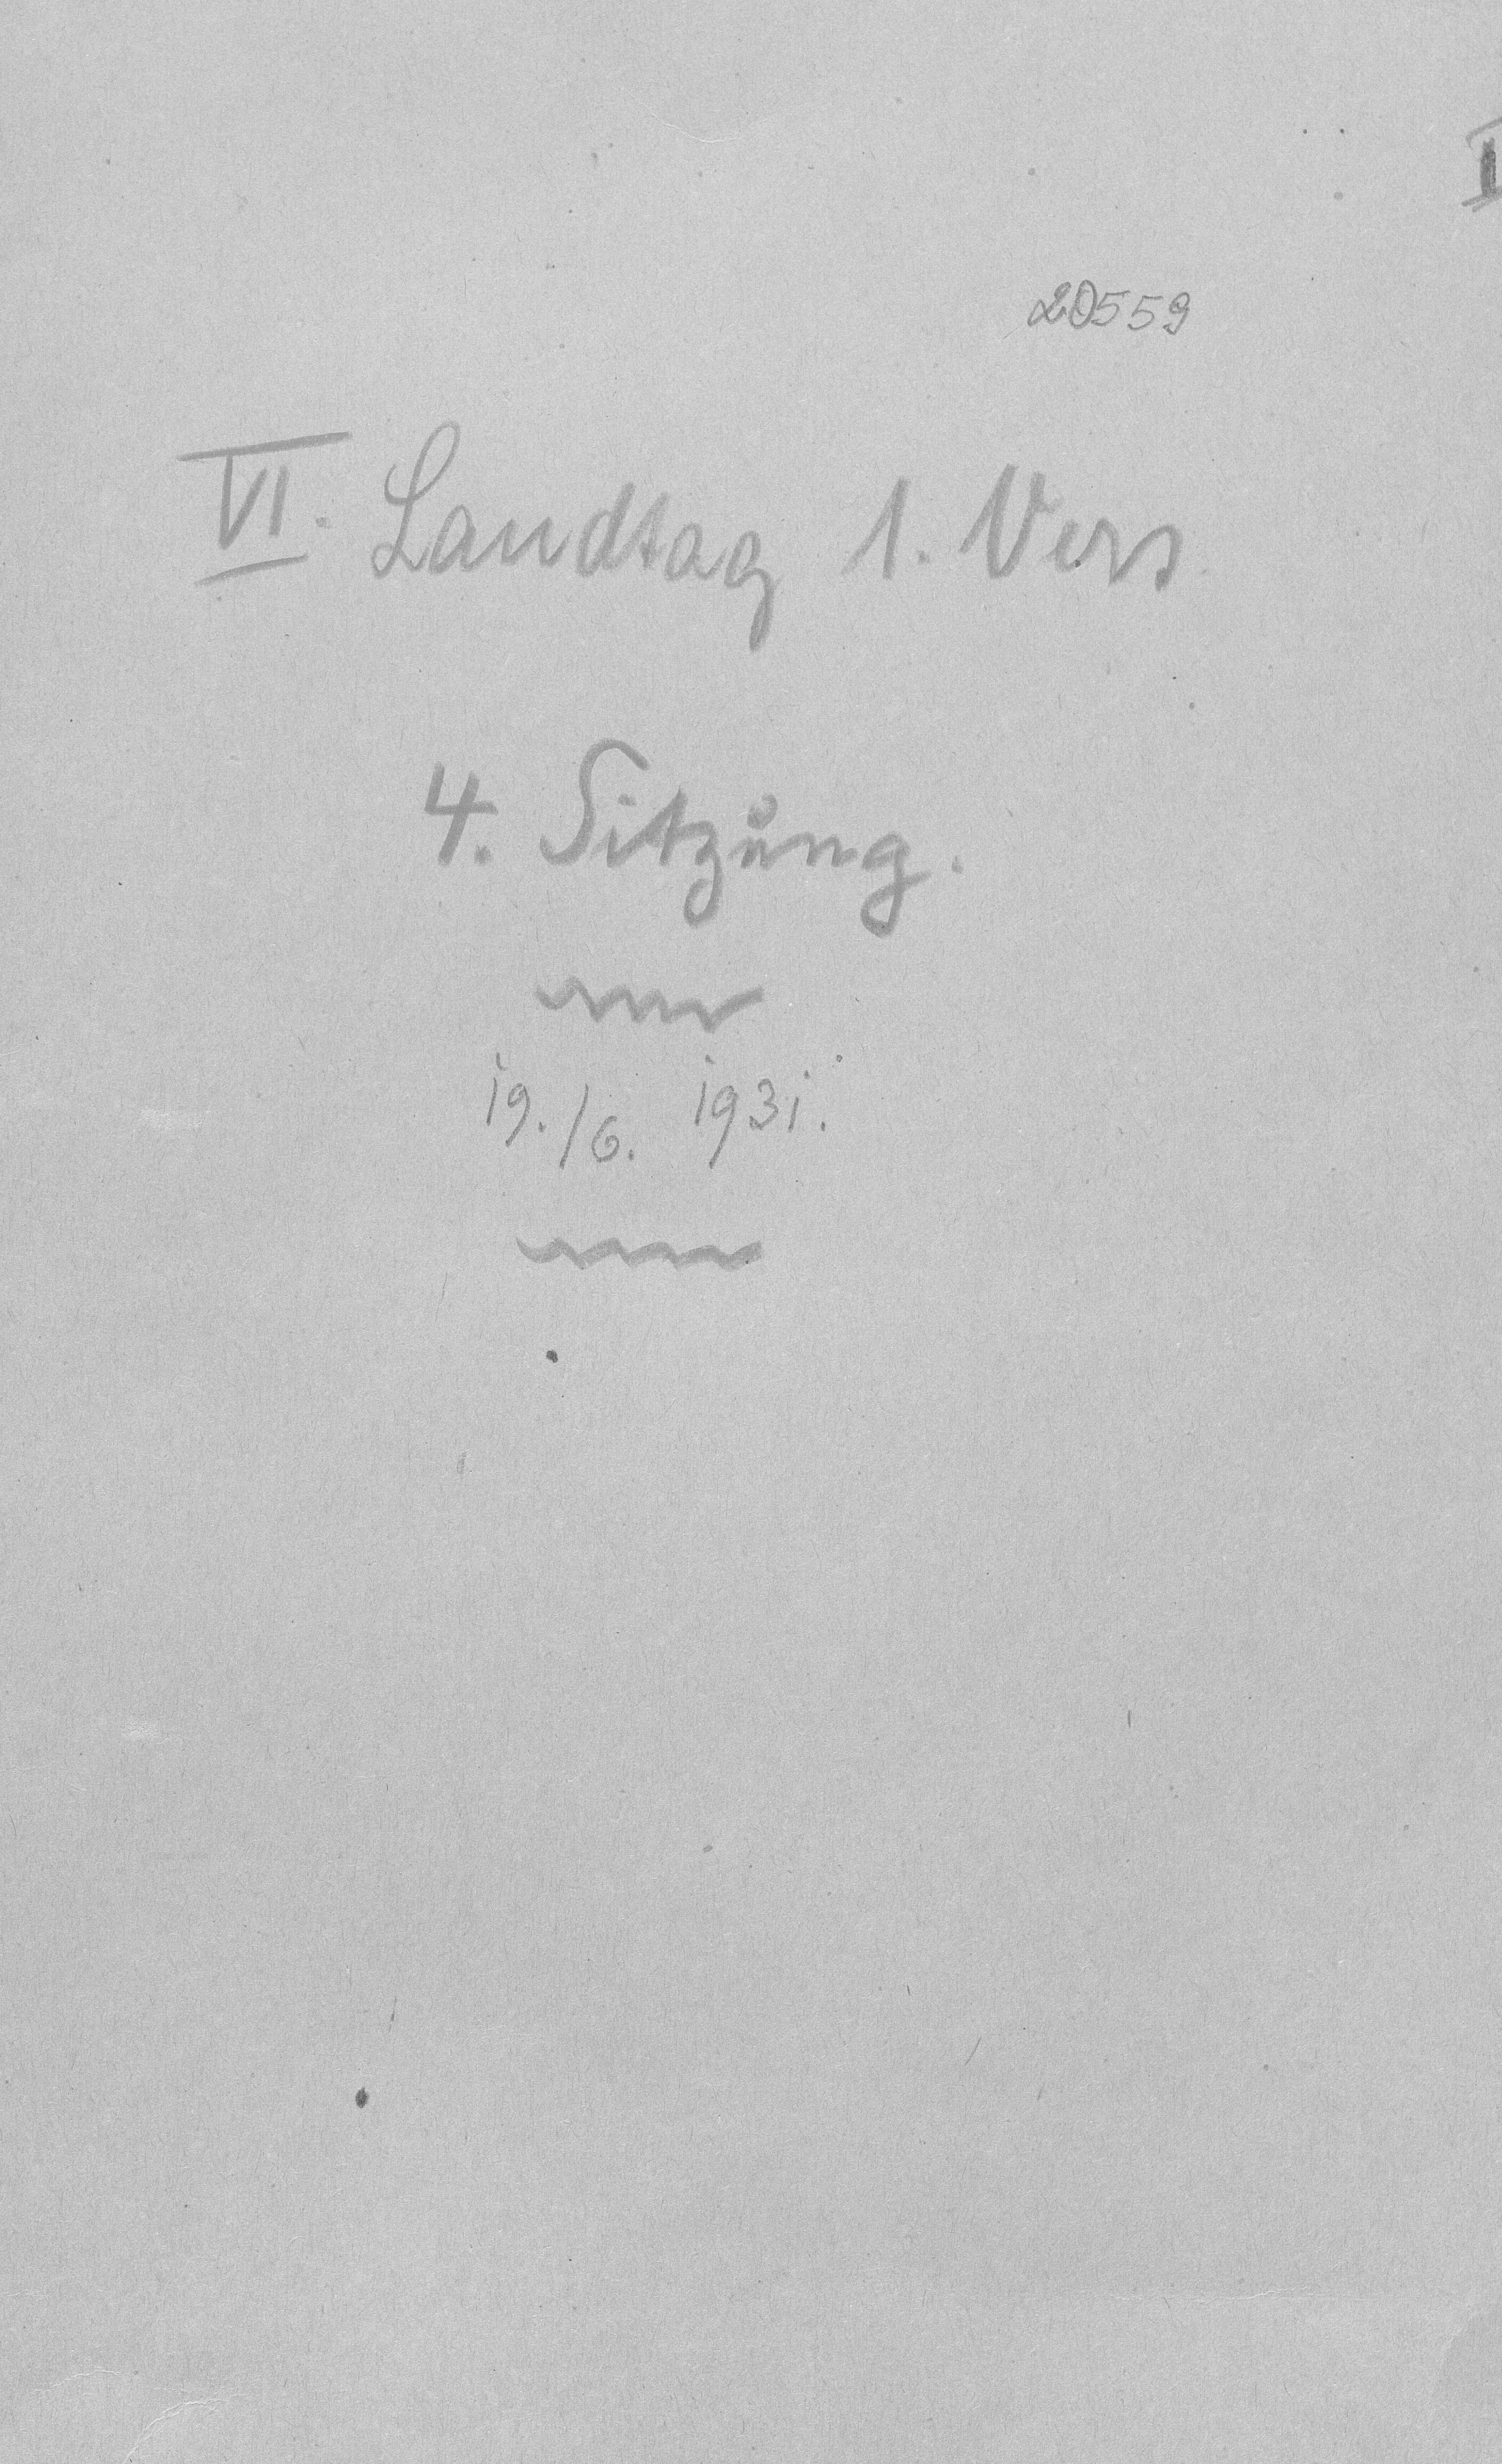 20559
VI. Landtag 1. Vers.
4. Sitzung.
19./6. 1931.